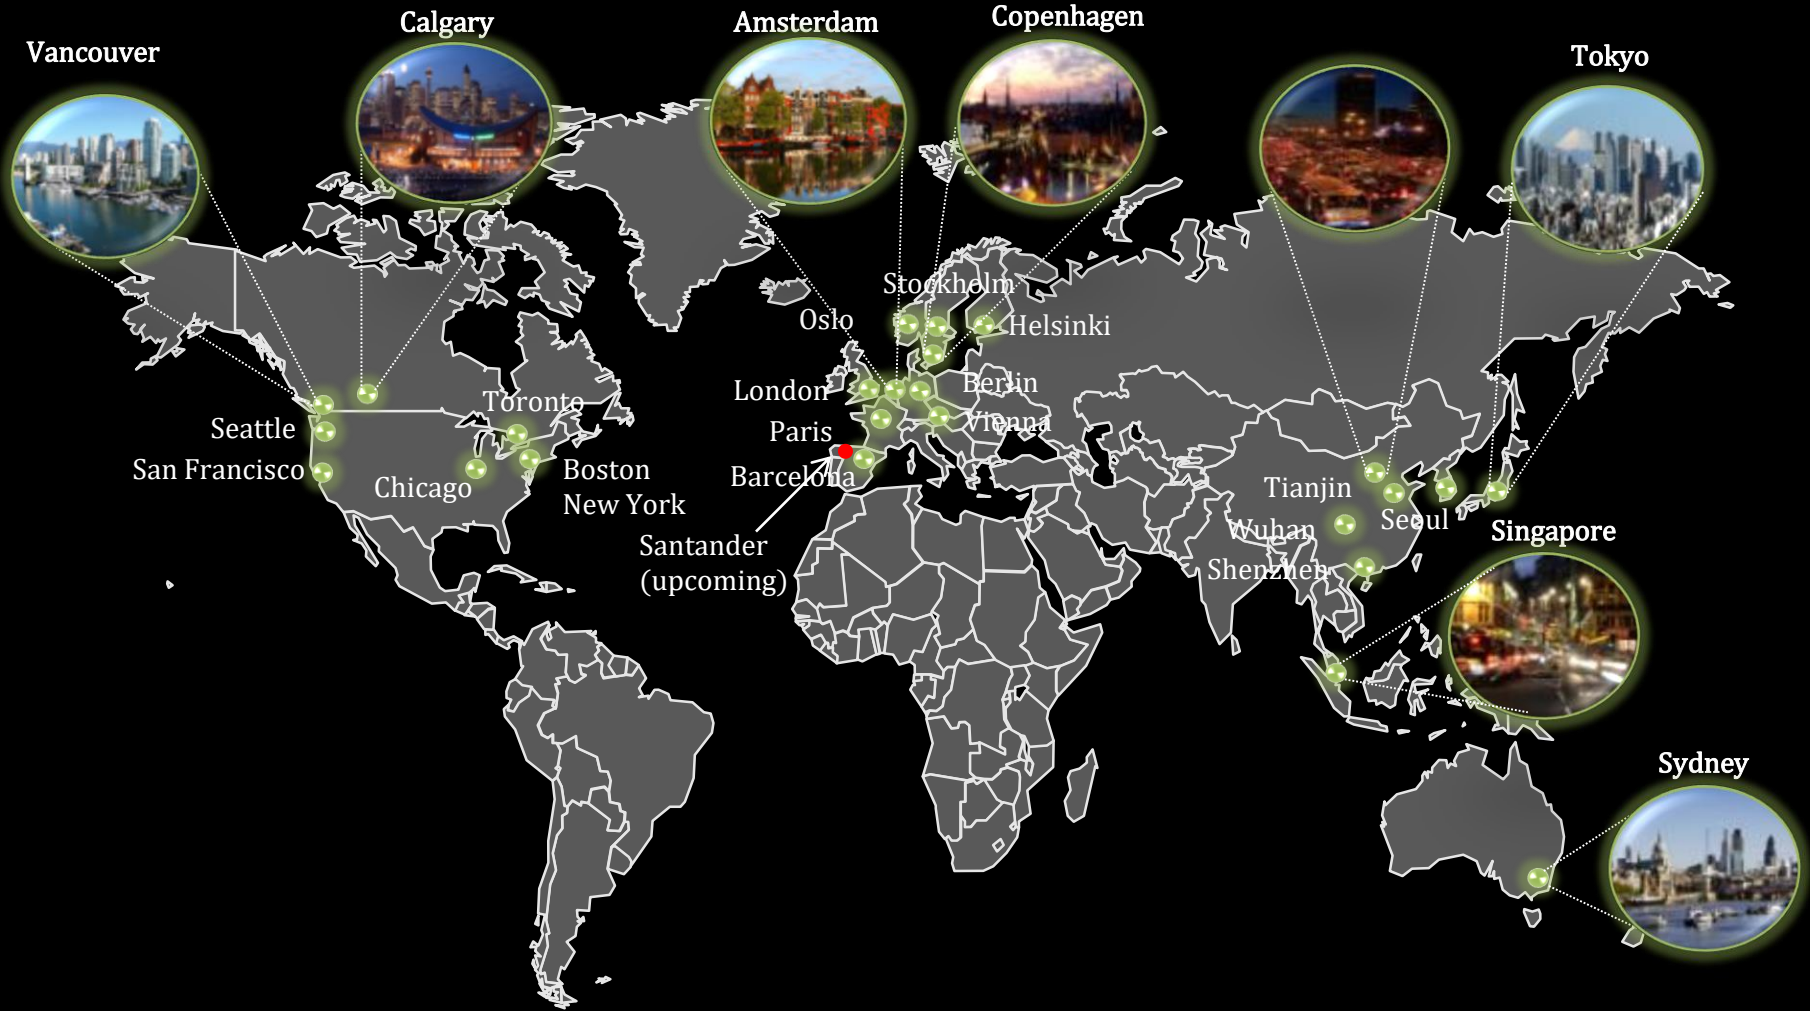 Vancouver
Calgary
Amsterdam
Copenhagen
Tokyo
Stockholm
Oslo
Helsinki
London
Berlin
Paris
Vienna
Barcelona
Santander
(upcoming)
Seattle
San Francisco
Toronto
Chicago
Boston
New York
Tianjin
Seoul
Wuhan
Shenzhen
Singapore
Sydney